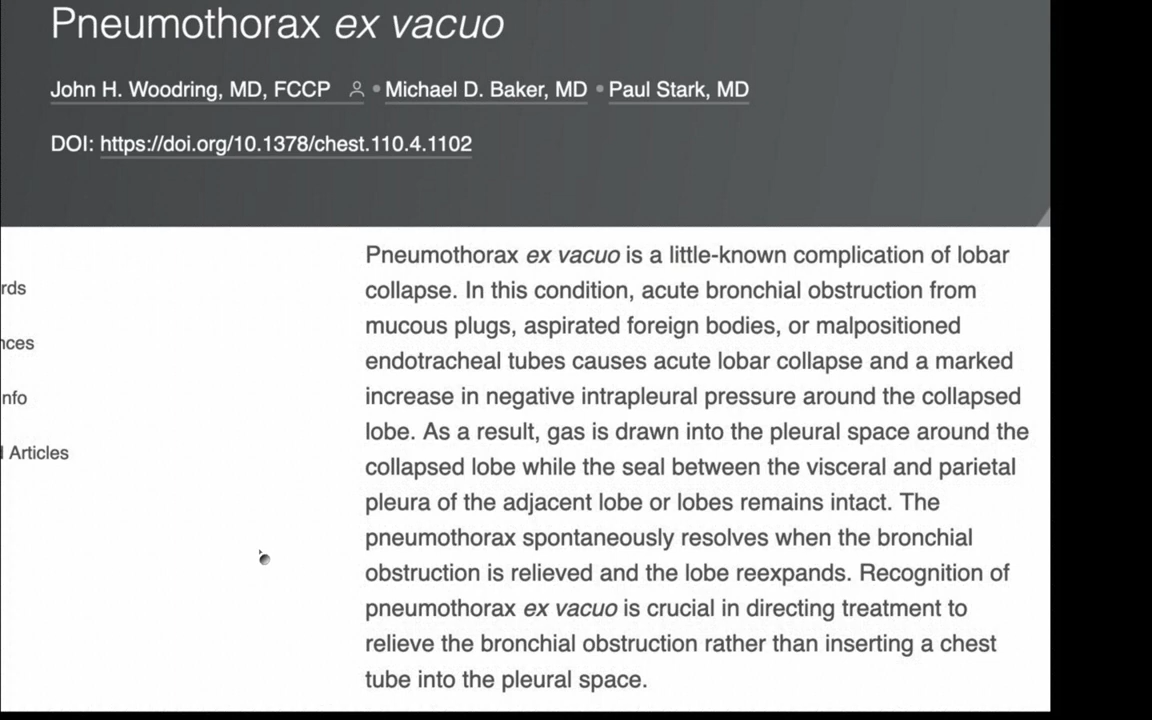 Pneumothorax ex vacuo
John H. Woodring, MD, FCCP • Michael D. Baker, MD • Paul Stark, MD
DOI: https://doi.org/10.1378/chest.110.4.1102
Pneumothorax ex vacuo is a little-known complication of lobar
rds
collapse. In this condition, acute bronchial obstruction from
mucous plugs, aspirated foreign bodies, or malpositioned
nces
endotracheal tubes causes acute lobar collapse and a marked
increase in negative intrapleural pressure around the collapsed
nfo
lobe. As a result, gas is drawn into the pleural space around the
Articles
collapsed lobe while the seal between the visceral and parietal
pleura of the adjacent lobe or lobes remains intact. The
pneumothorax spontaneously resolves when the bronchial
obstruction is relieved and the lobe reexpands. Recognition of
pneumothorax ex vacuo is crucial in directing treatment to
relieve the bronchial obstruction rather than inserting a chest
tube into the pleural space.